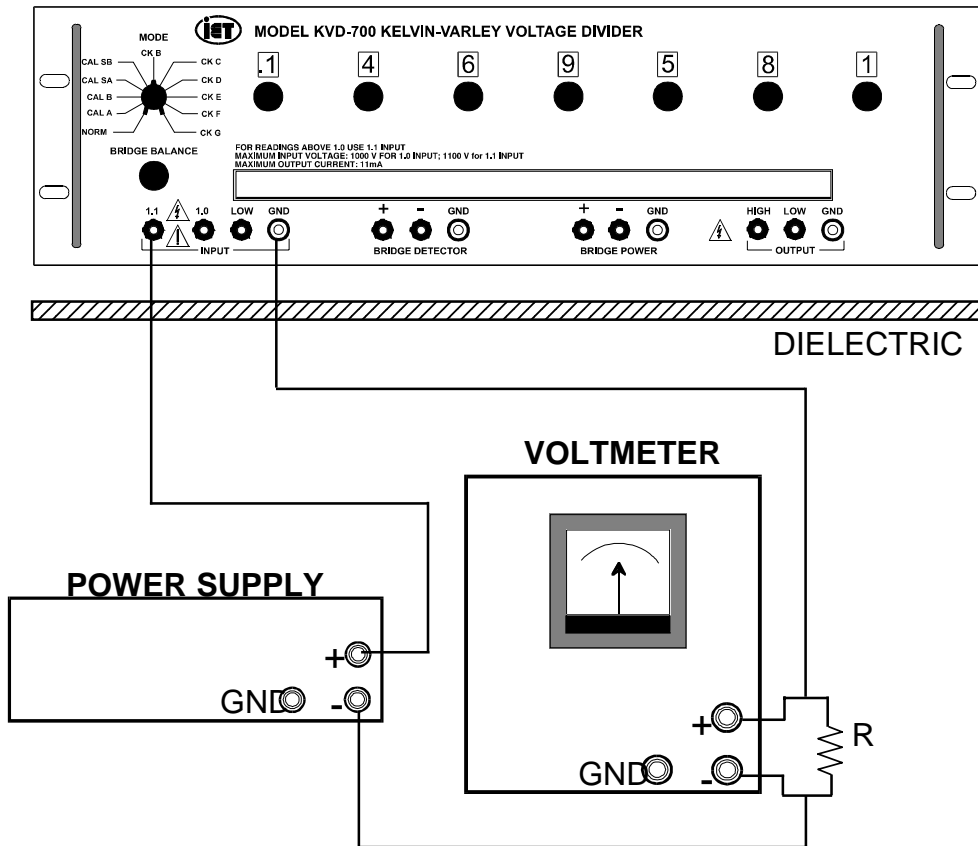 iET MODEL KVD-700 KELVIN-VARLEY VOLTAGE DIVIDER
MODE
CK B
CAL SB CK C
CAL SA CK D
CAL B CK E
CAL A CK F
NORM CK G
.1 4 6 9 5 8 1
BRIDGE BALANCE
FOR READINGS ABOVE 1.0 USE 1.1 INPUT
MAXIMUM INPUT VOLTAGE: 1000 V FOR 1.0 INPUT; 1100 V for 1.1 INPUT
MAXIMUM OUTPUT CURRENT: 11mA
1.1 1.0 LOW GND
INPUT
+ - GND
BRIDGE DETECTOR
+ - GND
BRIDGE POWER
HIGH LOW GND
OUTPUT
DIELECTRIC
VOLTMETER
POWER SUPPLY
+
GND -
+
GND -
R